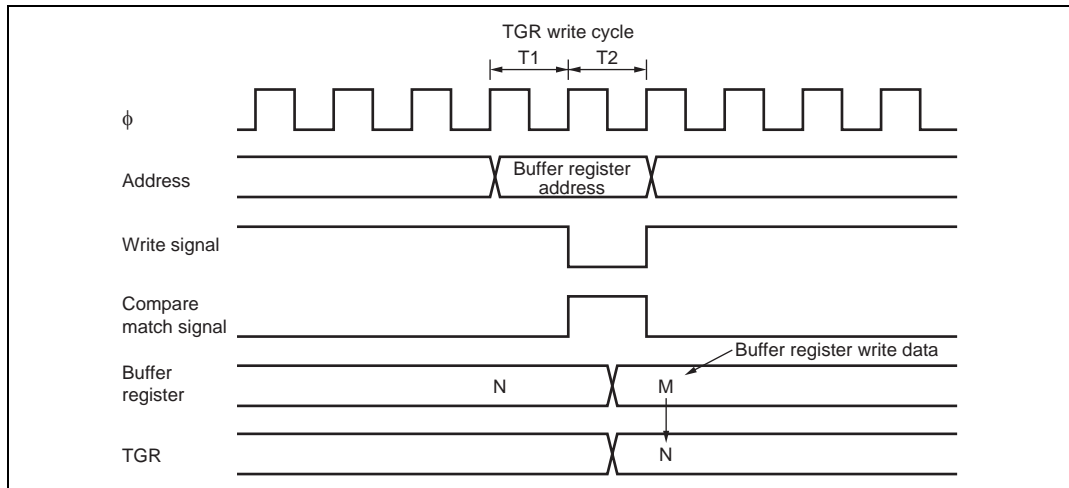 TGR write cycle
T1 T2
ϕ
Address
Buffer register
address
Write signal
Compare
match signal
Buffer register write data
Buffer
register
N M
TGR
N